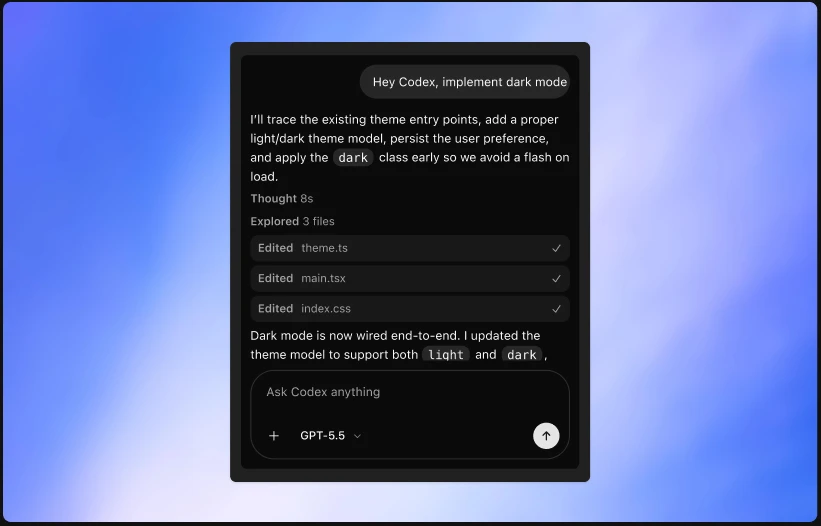 Hey Codex, implement dark mode
I'll trace the existing theme entry points, add a proper
light/dark theme model, persist the user preference,
and apply the dark class early so we avoid a flash on
load.
Thought 8s
Explored 3 files
Edited theme.ts
Edited main.tsx
Edited index.css
Dark mode is now wired end-to-end. I updated the
theme model to support both light and dark,
Ask Codex anything
GPT-5.5